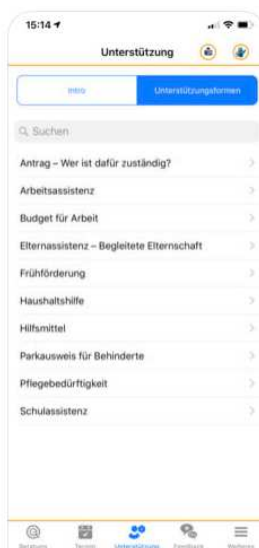 15:14
Unterstützung
Intro
Unterstützungsformen
Suchen
Antrag – Wer ist dafür zuständig?
Arbeitsassistenz
Budget für Arbeit
Elternassistenz – Begleitete Elternschaft
Frühförderung
Haushaltshilfe
Hilfsmittel
Parkausweis für Behinderte
Pflegebedürftigkeit
Schulassistenz
Beratung Termin Unterstützung Feedback Weiteres